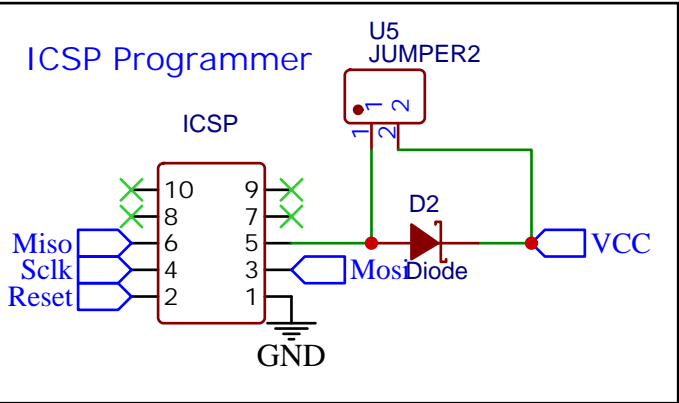 U5
JUMPER2
ICSP Programmer
1 2
1 2
ICSP
10 9
8 7
D2
Miso 6 5 VCC
Sclk 4 3 Mosi Diode
Reset 2 1
GND